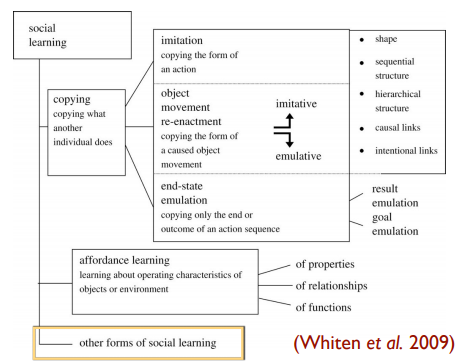 social
learning
copying
copying what
another
individual does
imitation
copying the form of
an action
object
movement
re-enactment
copying the form of
a caused object
movement
imitative
emulative
end-state
emulation
copying only the end or
outcome of an action sequence
• shape
• sequential
structure
• hierarchical
structure
• causal links
• intentional links
result
emulation
goal
emulation
affordance learning
learning about operating characteristics of
objects or environment
of properties
of relationships
of functions
other forms of social learning
(Whiten et al. 2009)